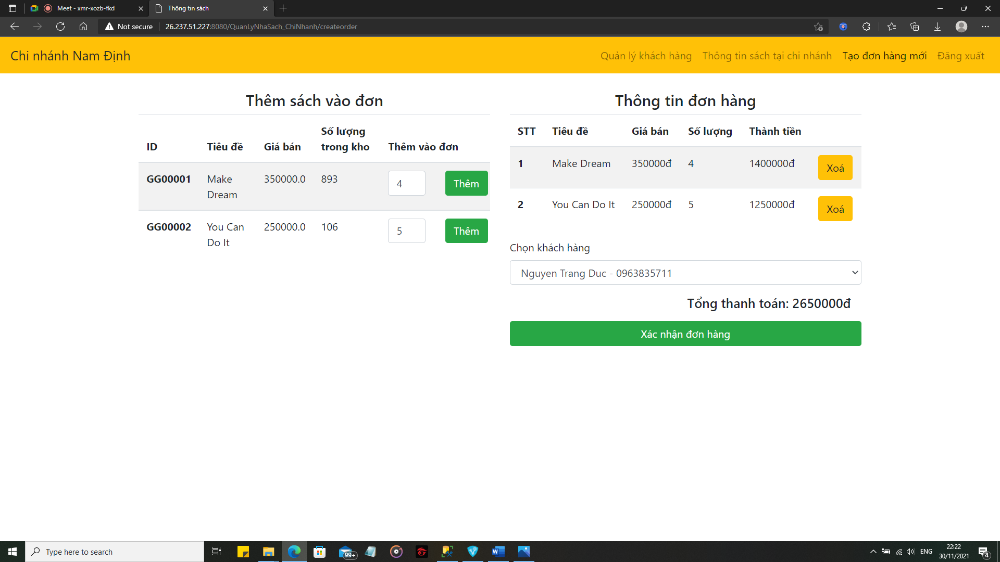 Meet - xmr-xozb-fkd
Thông tin sách
Not secure
26.237.51.227:8080/QuanLyNhaSach_ChiNhanh/createorder
Chi nhánh Nam Định
Quản lý khách hàng
Thông tin sách tại chi nhánh
Tạo đơn hàng mới
Đăng xuất
Thêm sách vào đơn
ID
Tiêu đề
Giá bán
Số lượng
trong kho
Thêm vào đơn
GG00001
Make
Dream
350000.0
893
4
Thêm
GG00002
You Can
Do It
250000.0
106
5
Thêm
Thông tin đơn hàng
STT
Tiêu đề
Giá bán
Số lượng
Thành tiền
1
Make Dream
350000đ
4
1400000đ
Xoá
2
You Can Do It
250000đ
5
1250000đ
Xoá
Chọn khách hàng
Nguyen Trang Duc - 0963835711
Tổng thanh toán: 2650000đ
Xác nhận đơn hàng
Type here to search
99+
ENG
22:22
30/11/2021
4